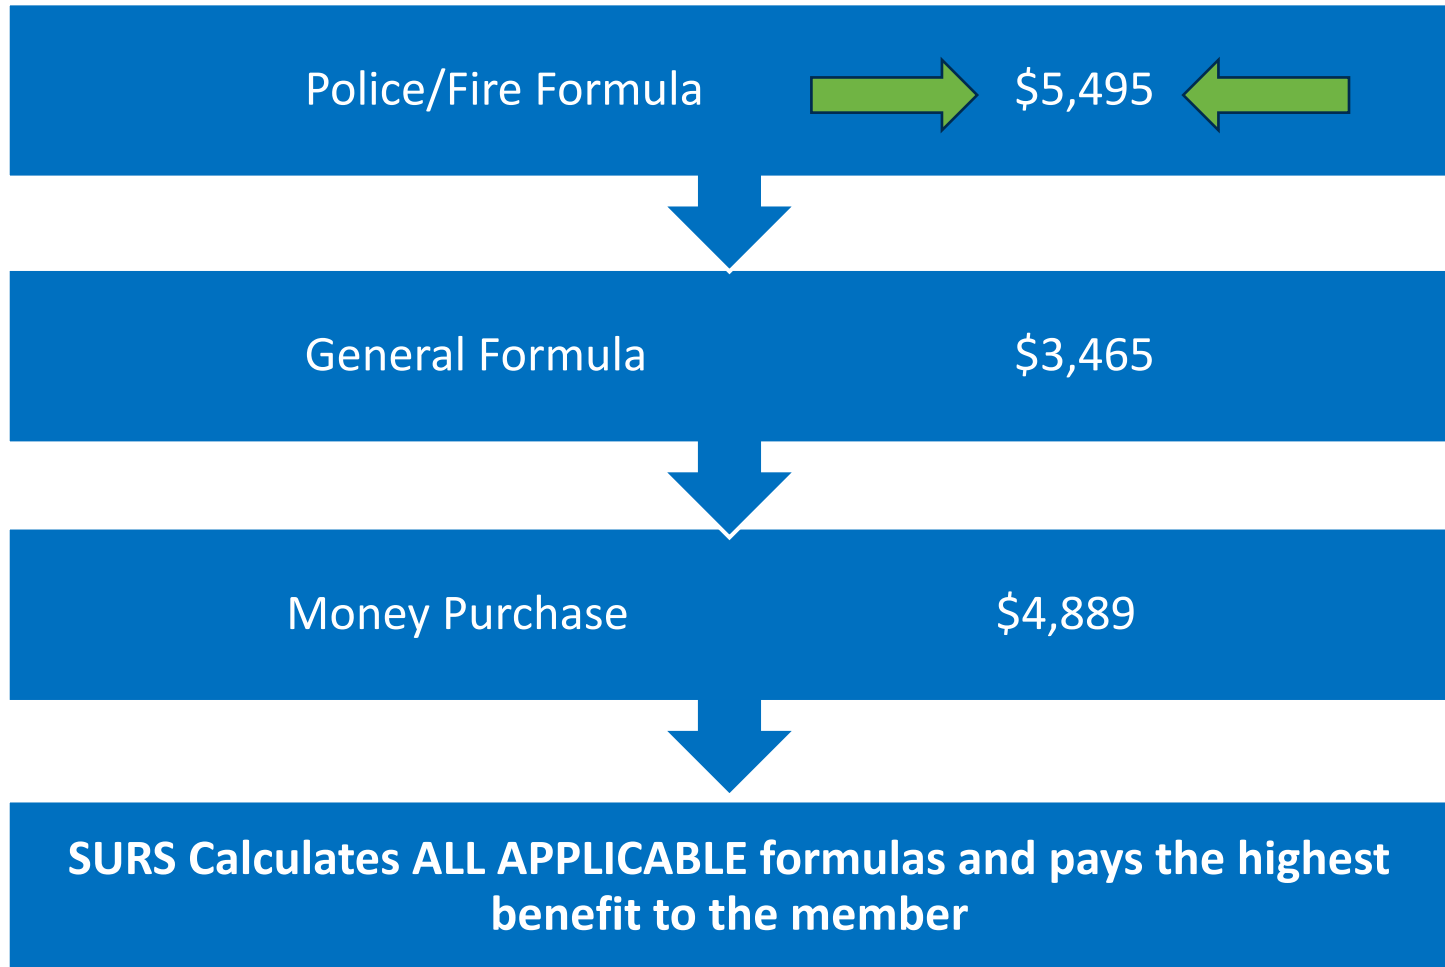 Police/Fire Formula $5,495
General Formula $3,465
Money Purchase $4,889
SURS Calculates ALL APPLICABLE formulas and pays the highest
benefit to the member